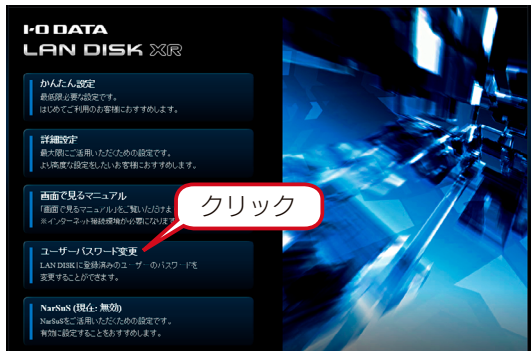 I-O DATA
LAN DISK XR
かんたん設定
最低限必要な設定です。
はじめてご利用のお客様におすすめします。
詳細設定
最大限にご活用いただくための設定です。
より高度な設定をしたいお客様におすすめします。
画面で見るマニュアル
「画面で見るマニュアル」をご覧いただけま
※インターネット接続環境が必要になります
クリック
ユーザーパスワード変更
LAN DISKに登録済みのユーザーのパスワードを
変更することができます。
NarSuS (現在: 無効)
NarSuSをご活用いただくための設定です。
有効に設定することをおすすめします。